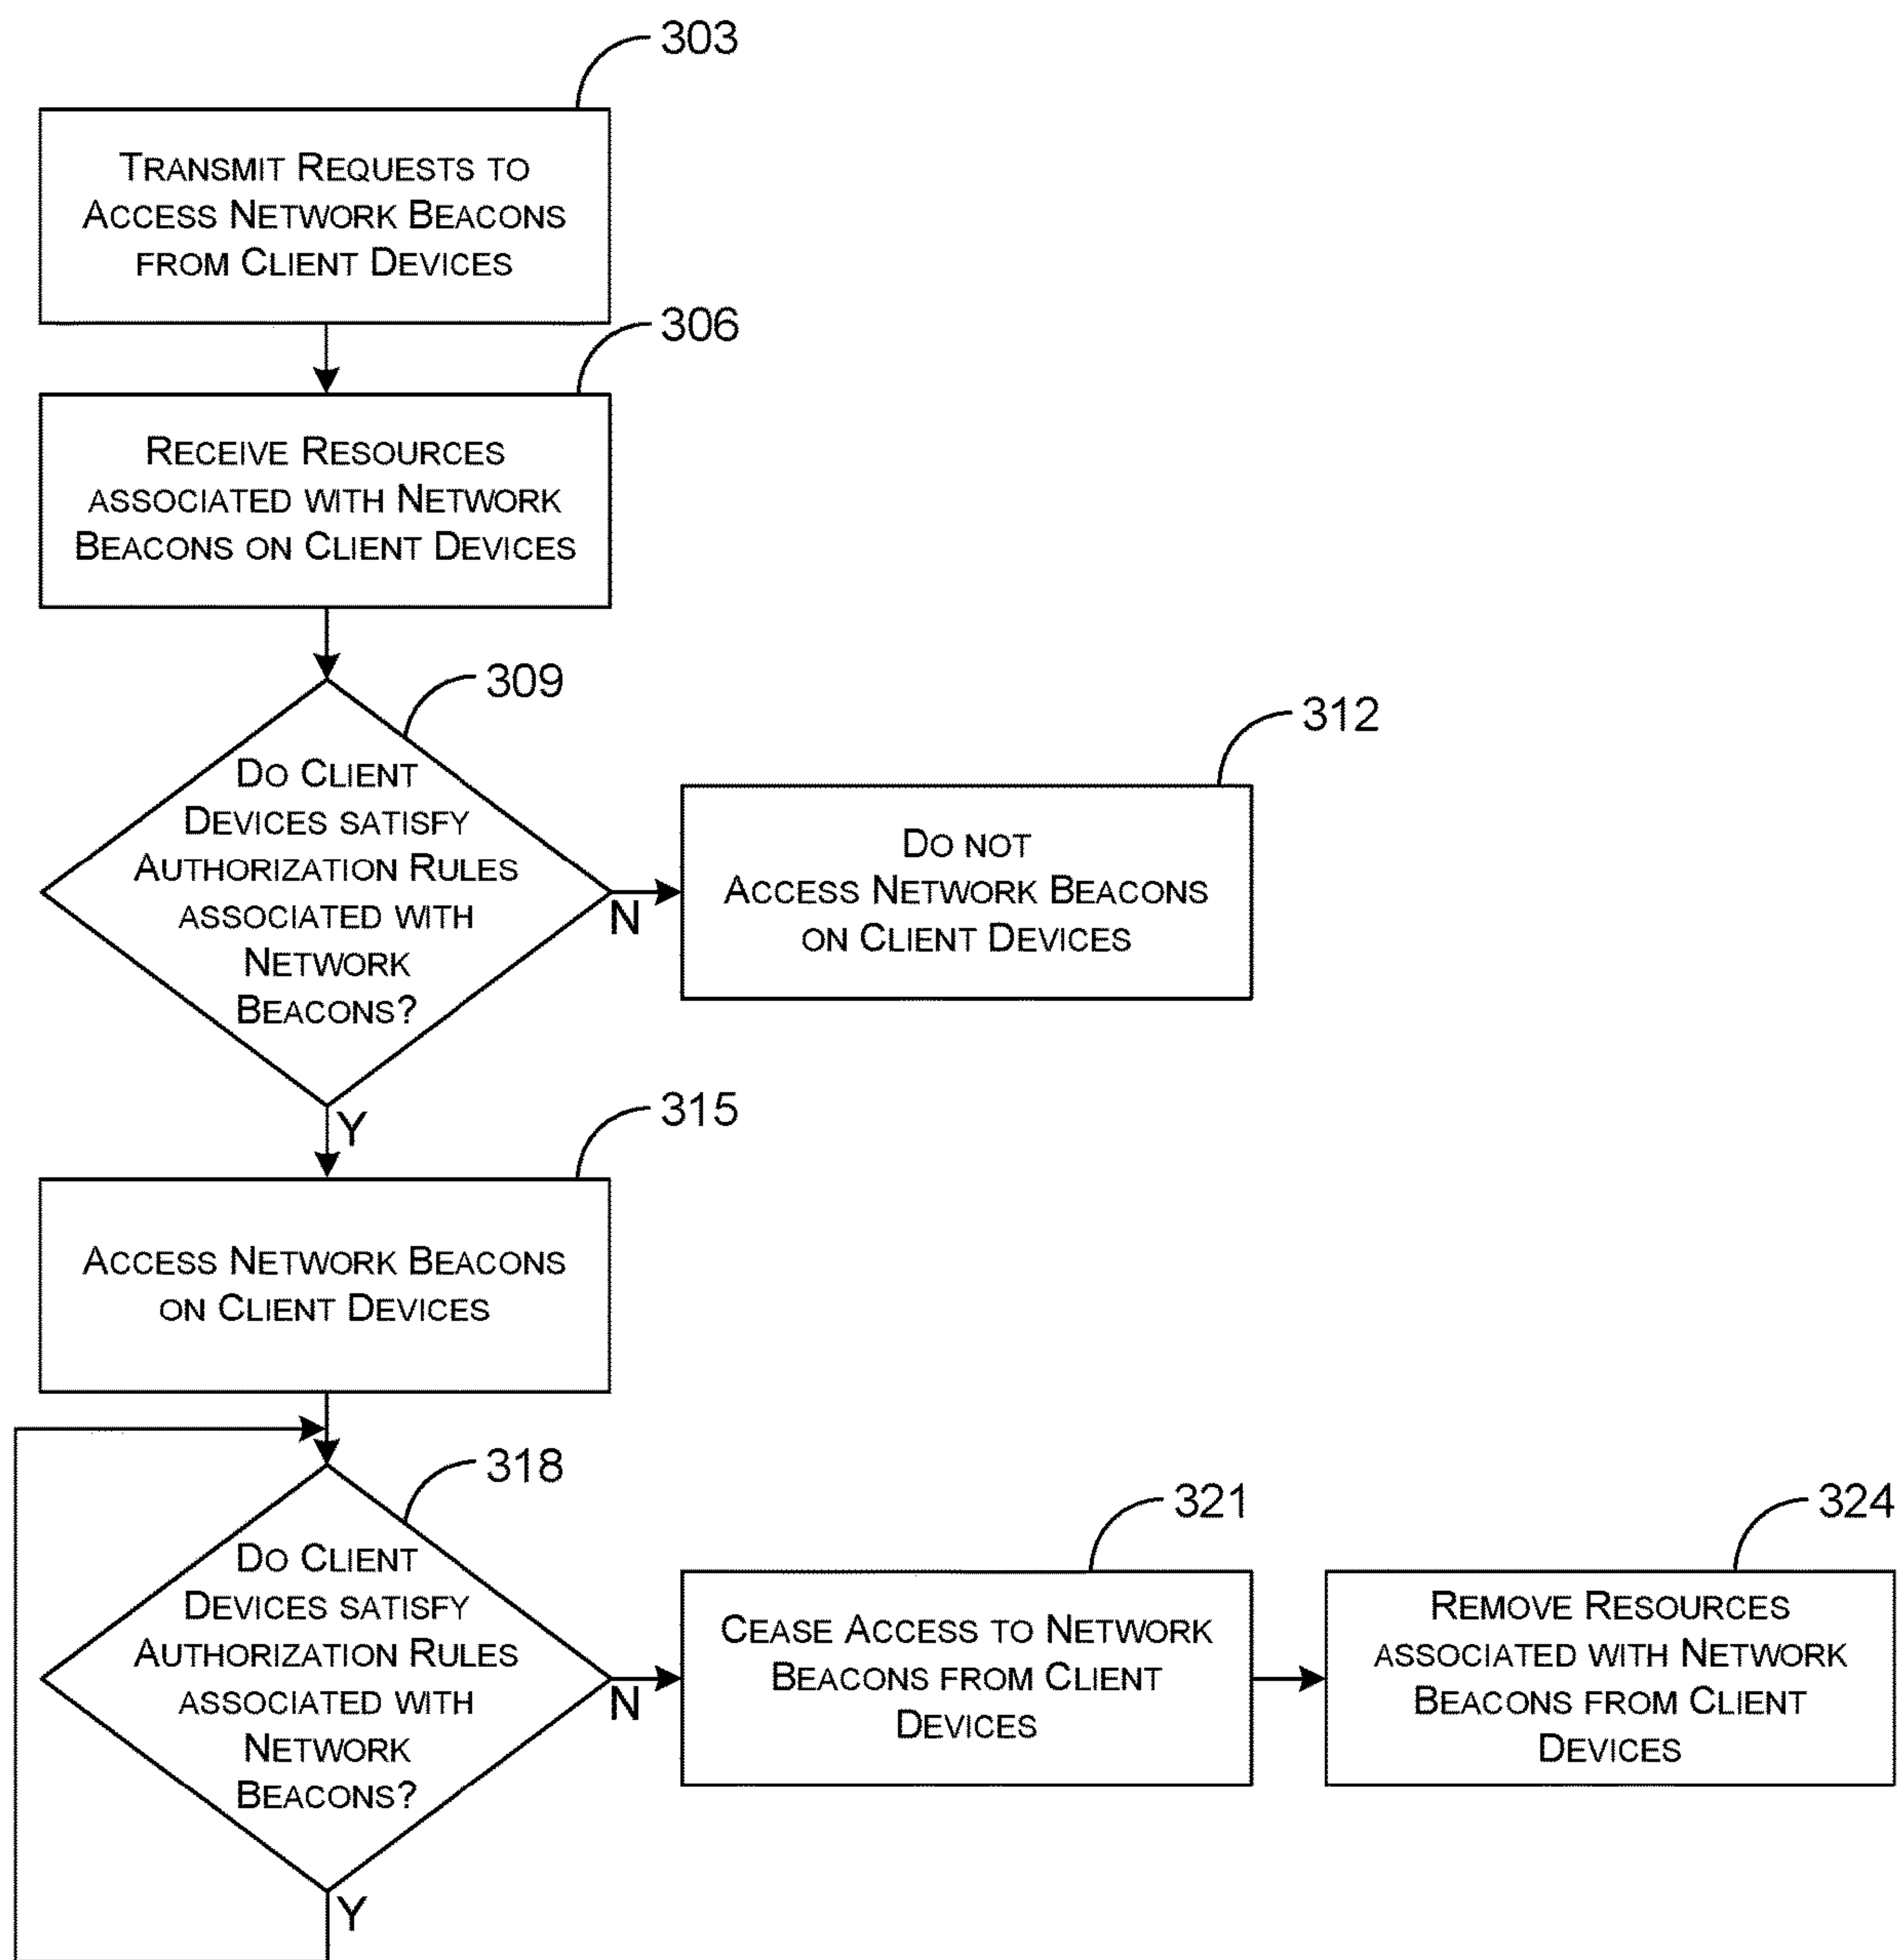 303
TRANSMIT REQUESTS TO
ACCESS NETWORK BEACONS
FROM CLIENT DEVICES
306
RECEIVE RESOURCES
ASSOCIATED WITH NETWORK
BEACONS ON CLIENT DEVICES
309
DO CLIENT
DEVICES SATISFY
AUTHORIZATION RULES
ASSOCIATED WITH
NETWORK
BEACONS?
N
312
DO NOT
ACCESS NETWORK BEACONS
ON CLIENT DEVICES
Y
315
ACCESS NETWORK BEACONS
ON CLIENT DEVICES
318
DO CLIENT
DEVICES SATISFY
AUTHORIZATION RULES
ASSOCIATED WITH
NETWORK
BEACONS?
N
321
CEASE ACCESS TO NETWORK
BEACONS FROM CLIENT
DEVICES
324
REMOVE RESOURCES
ASSOCIATED WITH NETWORK
BEACONS FROM CLIENT
DEVICES
Y